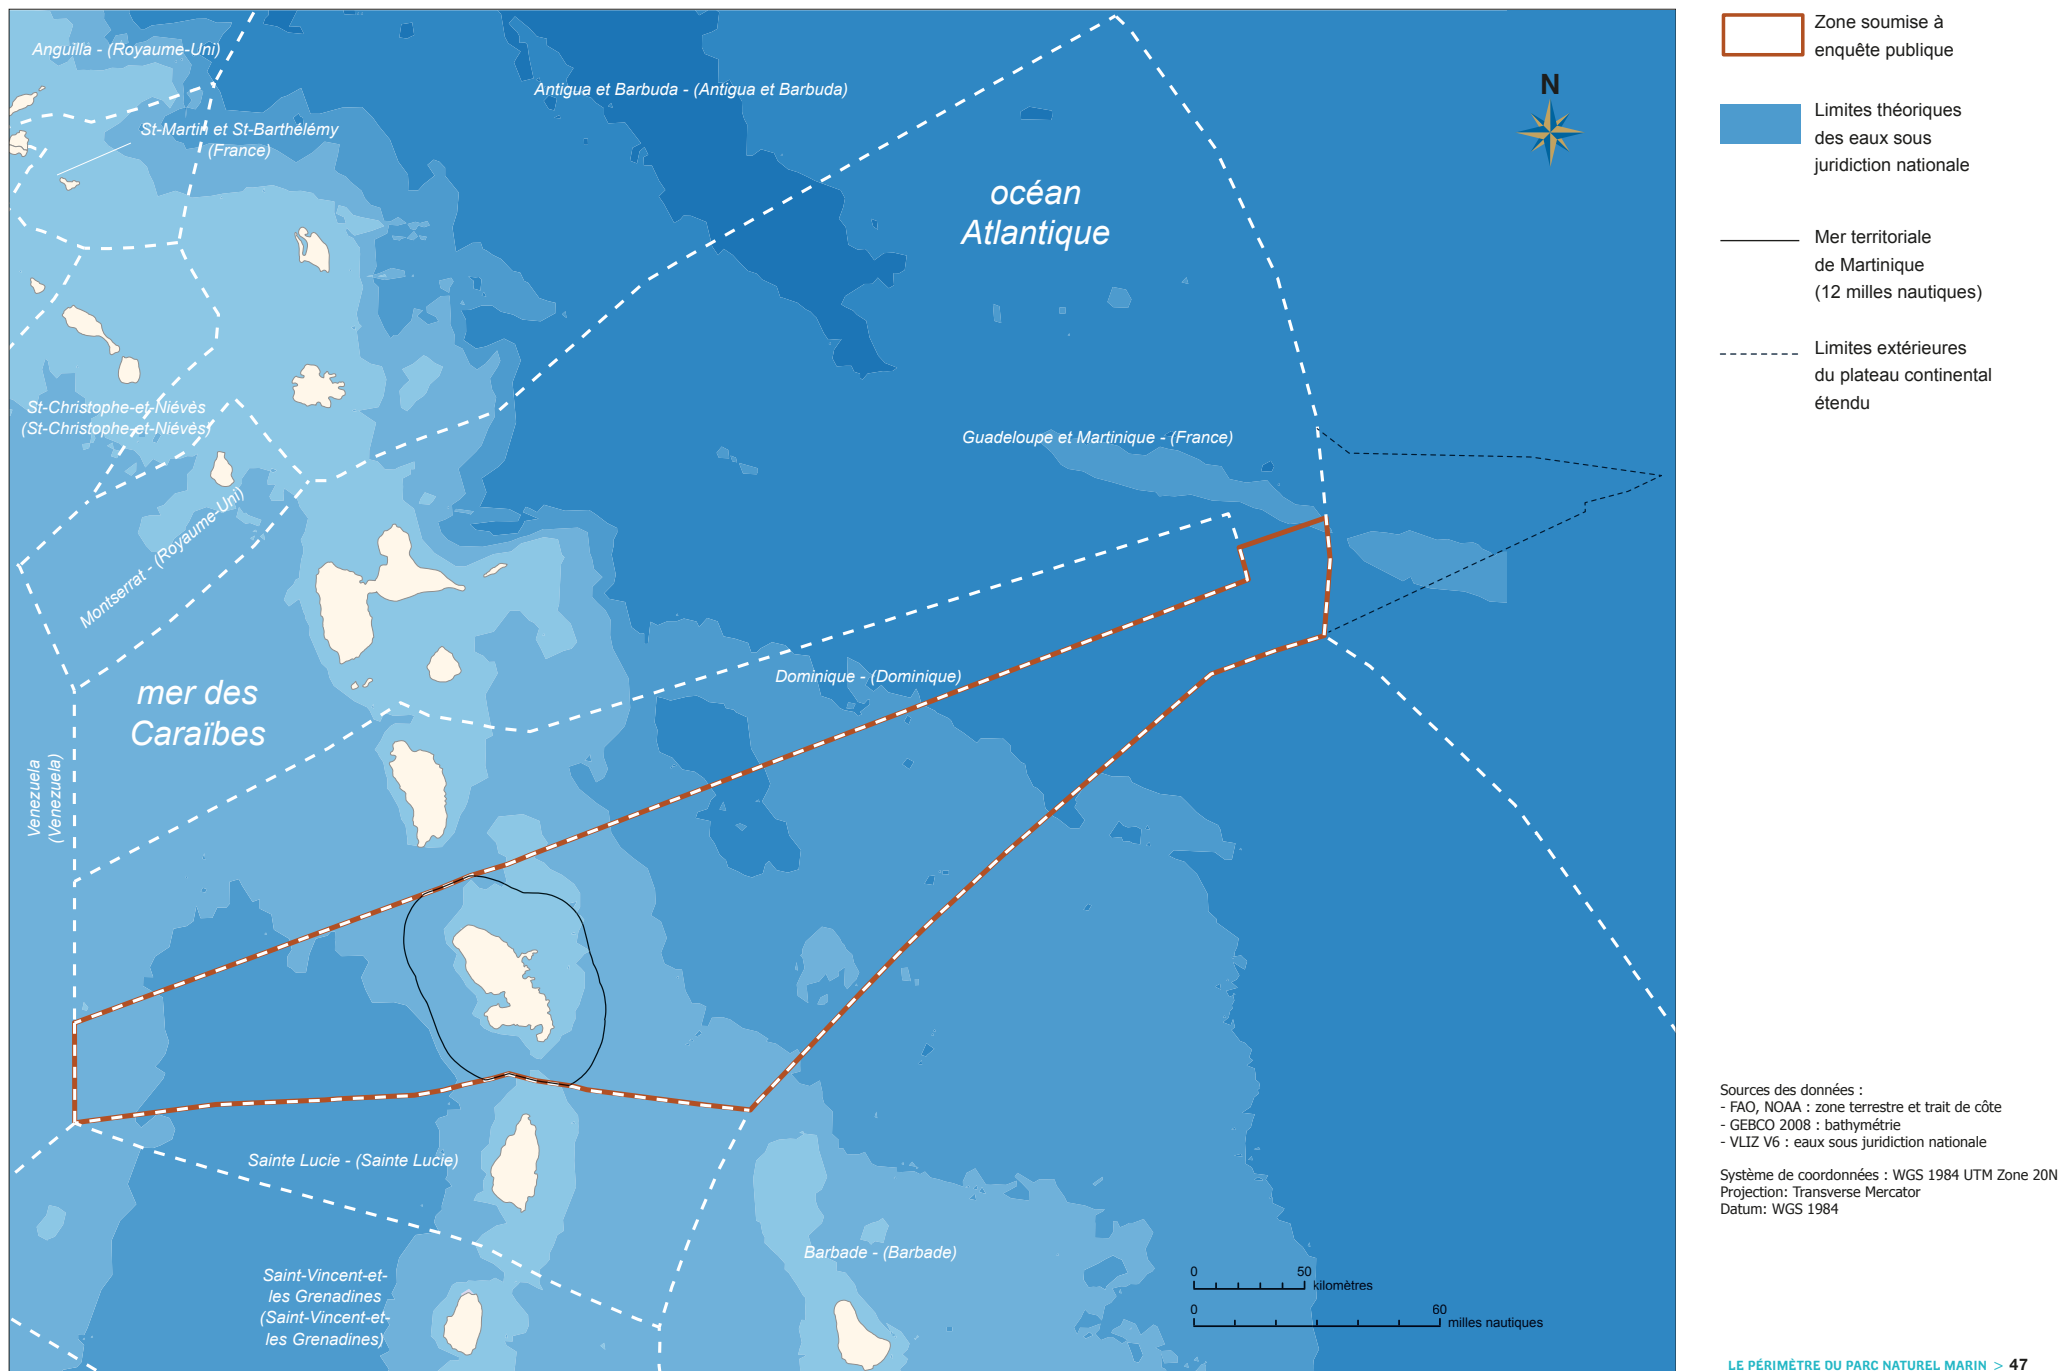 Anguilla - (Royaume-Uni)
St-Martin et St-Barthélémy
(France)
Antigua et Barbuda - (Antigua et Barbuda)
océan
Atlantique
N
St-Christophe-et-Niévès
(St-Christophe-et-Niévès)
Montserrat - (Royaume-Uni)
Guadeloupe et Martinique - (France)
mer des
Caraïbes
Venezuela
(Venezuela)
Dominique - (Dominique)
Sainte Lucie - (Sainte Lucie)
Saint-Vincent-et-
les Grenadines
(Saint-Vincent-et-
les Grenadines)
Barbade - (Barbade)
0 50
kilomètres
0 60
milles nautiques
Zone soumise à
enquête publique
Limites théoriques
des eaux sous
juridiction nationale
Mer territoriale
de Martinique
(12 milles nautiques)
Limites extérieures
du plateau continental
étendu
Sources des données :
- FAO, NOAA : zone terrestre et trait de côte
- GEBCO 2008 : bathymétrie
- VLIZ V6 : eaux sous juridiction nationale
Système de coordonnées : WGS 1984 UTM Zone 20N
Projection: Transverse Mercator
Datum: WGS 1984
LE PÉRIMÈTRE DU PARC NATUREL MARIN > 47